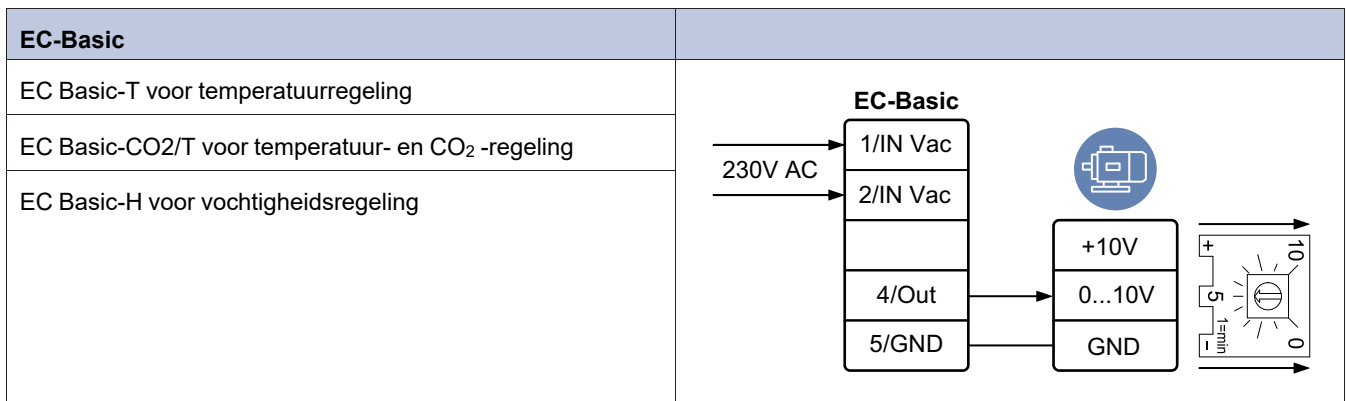 EC-Basic
EC Basic-T voor temperatuurregeling
EC Basic-CO2/T voor temperatuur- en CO₂ -regeling
EC Basic-H voor vochtigheidsregeling
EC-Basic
230V AC
1/IN Vac
2/IN Vac
4/Out
5/GND
+10V
0...10V
GND
+
5
1=min
-
10
0